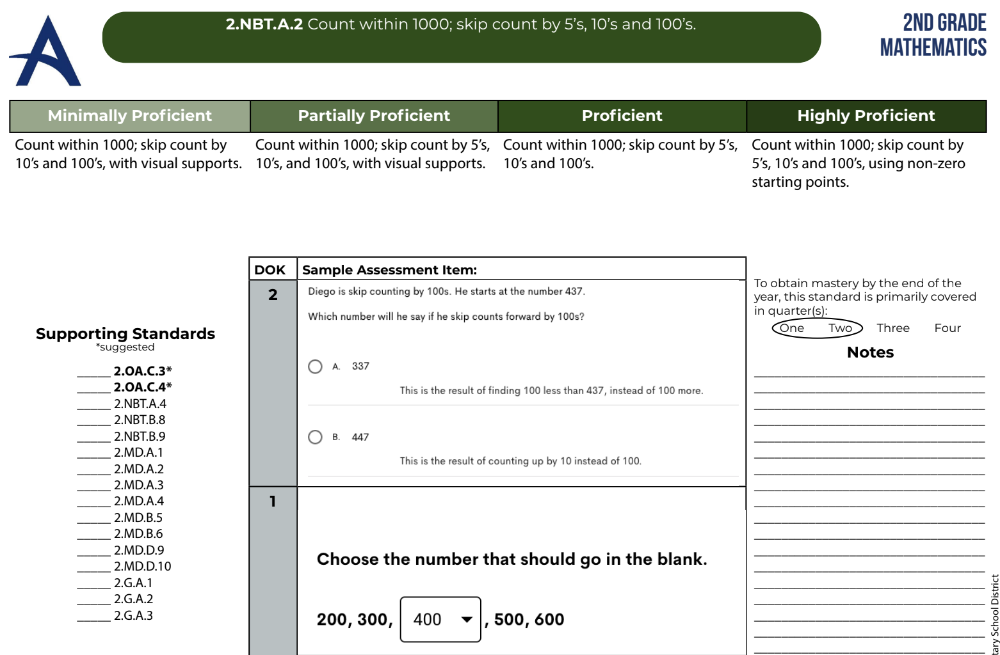 2.NBT.A.2 Count within 1000; skip count by 5’s, 10’s and 100’s.
2ND GRADE
MATHEMATICS
Minimally Proficient
Partially Proficient
Proficient
Highly Proficient
Count within 1000; skip count by
10’s and 100’s, with visual supports.
Count within 1000; skip count by 5’s,
10’s, and 100’s, with visual supports.
Count within 1000; skip count by 5’s,
10’s and 100’s.
Count within 1000; skip count by
5’s, 10’s and 100’s, using non-zero
starting points.
Supporting Standards
*suggested
_____ 2.OA.C.3*
_____ 2.OA.C.4*
_____ 2.NBT.A.4
_____ 2.NBT.B.8
_____ 2.NBT.B.9
_____ 2.MD.A.1
_____ 2.MD.A.2
_____ 2.MD.A.3
_____ 2.MD.A.4
_____ 2.MD.B.5
_____ 2.MD.B.6
_____ 2.MD.D.9
_____ 2.MD.D.10
_____ 2.G.A.1
_____ 2.G.A.2
_____ 2.G.A.3
DOK
Sample Assessment Item:
2
Diego is skip counting by 100s. He starts at the number 437.
Which number will he say if he skip counts forward by 100s?
A. 337
This is the result of finding 100 less than 437, instead of 100 more.
B. 447
This is the result of counting up by 10 instead of 100.
1
Choose the number that should go in the blank.
200, 300, 400 , 500, 600
To obtain mastery by the end of the
year, this standard is primarily covered
in quarter(s):
One Two Three Four
Notes
School District